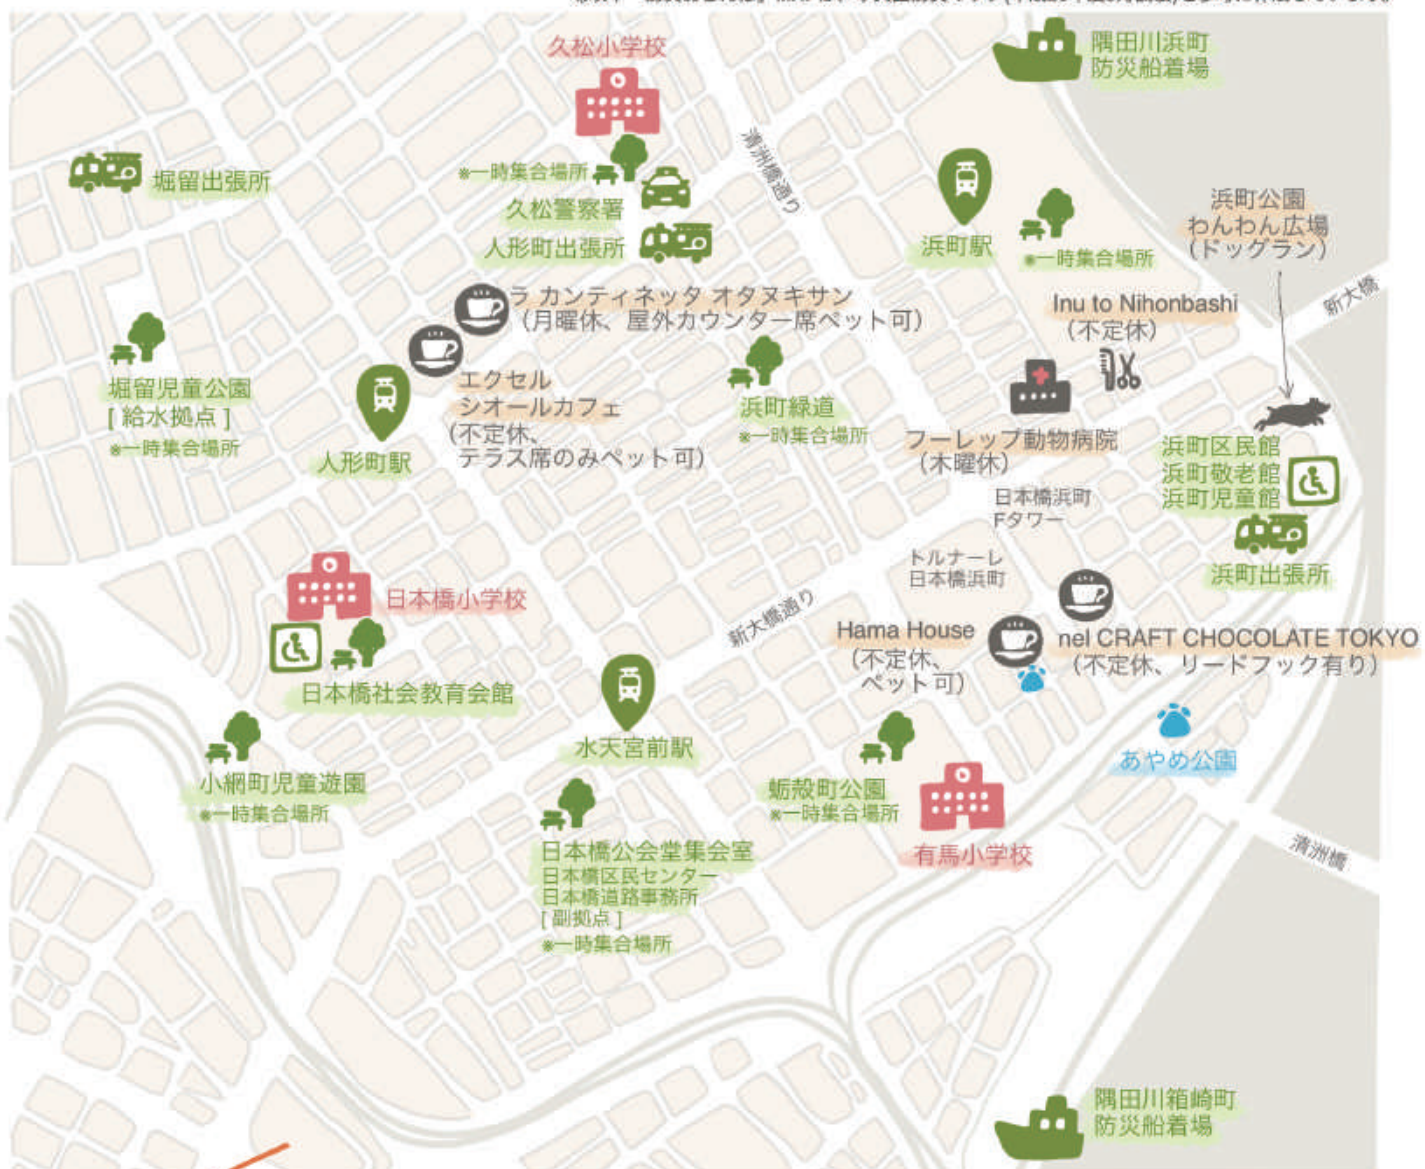 久松小学校
隅田川浜町
防災船着場
清洲橋通り
堀留出張所
※一時集合場所
久松警察署
人形町出張所
浜町駅
※一時集合場所
浜町公園
わんわん広場
(ドッグラン)
新大橋
ラ カンティネッタ オタヌキサン
(月曜休、屋外カウンター席ペット可)
Inu to Nihonbashi
(不定休)
堀留児童公園
[ 給水拠点 ]
※一時集合場所
人形町駅
エクセル
シオールカフェ
(不定休、
テラス席のみペット可)
浜町緑道
※一時集合場所
フーレップ動物病院
(木曜休)
浜町区民館
浜町敬老館
浜町児童館
日本橋浜町
Fタワー
トルナーレ
日本橋浜町
浜町出張所
日本橋小学校
新大橋通り
Hama House
(不定休、
ペット可)
nel CRAFT CHOCOLATE TOKYO
(不定休、リードフック有り)
日本橋社会教育会館
水天宮前駅
あやめ公園
小網町児童遊園
※一時集合場所
蛎殻町公園
※一時集合場所
有馬小学校
清洲橋
日本橋公会堂集会室
日本橋区民センター
日本橋道路事務所
[ 副拠点 ]
※一時集合場所
隅田川箱崎町
防災船着場